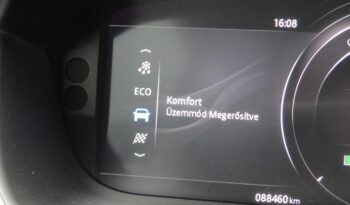 16:08
ECO
Komfort
Üzemmód Megerősítve
088460 km